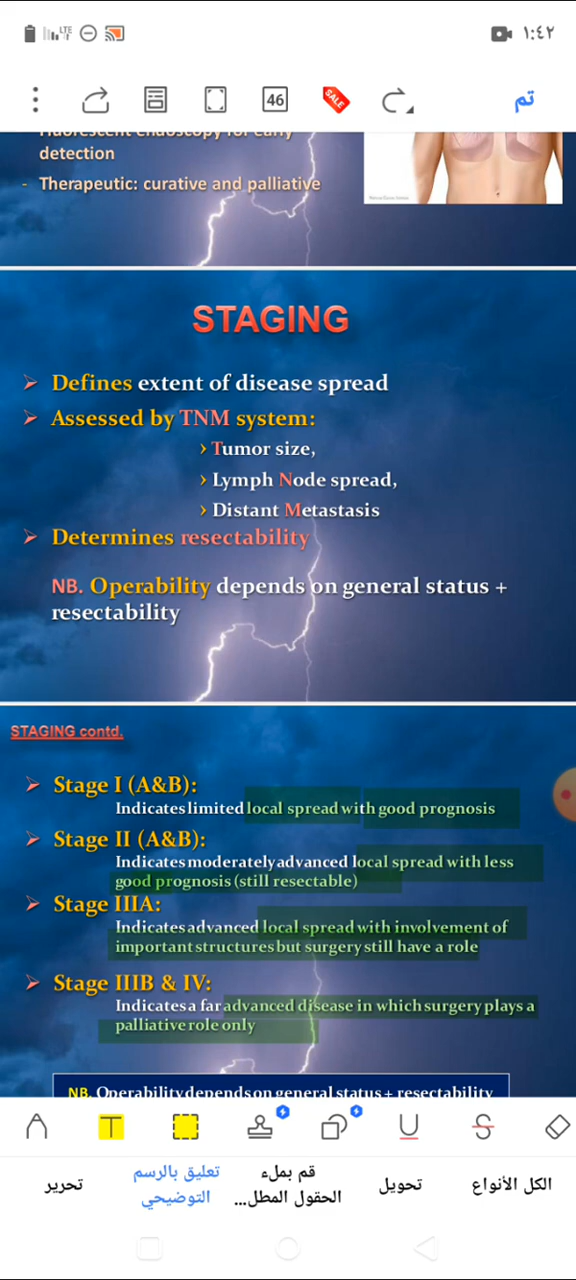 LTE
١:٤٢
46
SALE
تم
Fluorescent endoscopy for early
detection
- Therapeutic: curative and palliative
STAGING
Defines extent of disease spread
Assessed by TNM system:
Tumor size,
Lymph Node spread,
Distant Metastasis
Determines resectability
NB. Operability depends on general status +
resectability
STAGING contd.
Stage I (A&B):
Indicates limited local spread with good prognosis
Stage II (A&B):
Indicates moderately advanced local spread with less
good prognosis (still resectable)
Stage IIIA:
Indicates advanced local spread with involvement of
important structures but surgery still have a role
Stage IIIB & IV:
Indicates a far advanced disease in which surgery plays a
palliative role only
NB. Operability depends on general status + resectability
T
U
S
الكل الأنواع
تحويل
قم بملء
الحقول المطل...
تعليق بالرسم
التوضيحي
تحرير